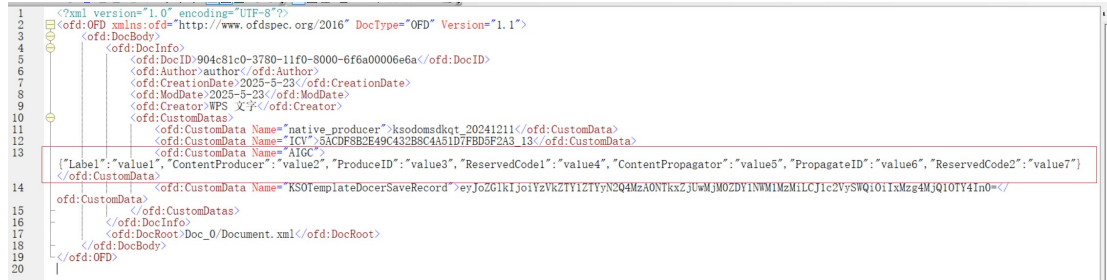 1 <?xml version="1.0" encoding="UTF-8"?>
2 <ofd:OFD xmlns:ofd="http://www.ofdspec.org/2016" DocType="OFD" Version="1.1">
3 <ofd:DocBody>
4 <ofd:DocInfo>
5 <ofd:DocID>904c81c0-3780-11f0-8000-6f6a00006e6a</ofd:DocID>
6 <ofd:Author>author</ofd:Author>
7 <ofd:CreationDate>2025-5-23</ofd:CreationDate>
8 <ofd:ModDate>2025-5-23</ofd:ModDate>
9 <ofd:Creator>WPS 文字</ofd:Creator>
10 <ofd:CustomDatas>
11 <ofd:CustomData Name="native_producer">ksodomsdkqt_20241211</ofd:CustomData>
12 <ofd:CustomData Name="ICV">5ACDF8B2E49C432B8C4A51D7FBD5F2A3_13</ofd:CustomData>
13 <ofd:CustomData Name="AIGC">
{"Label":"value1","ContentProducer":"value2","ProduceID":"value3","ReservedCode1":"value4","ContentPropagator":"value5","PropagateID":"value6","ReservedCode2":"value7"}
</ofd:CustomData>
14 <ofd:CustomData Name="KSOTemplateDocerSaveRecord">eyJoZGlkIjoiYzVkZTY1ZTYyN2Q4MzA0NTkxZjUwMjM0ZDY1NWM1MzMiLCJ1c2VySWQiOiIxMzg4MjQ1OTY4In0=</
ofd:CustomData>
15 </ofd:CustomDatas>
16 </ofd:DocInfo>
17 <ofd:DocRoot>Doc_0/Document.xml</ofd:DocRoot>
18 </ofd:DocBody>
19 </ofd:OFD>
20